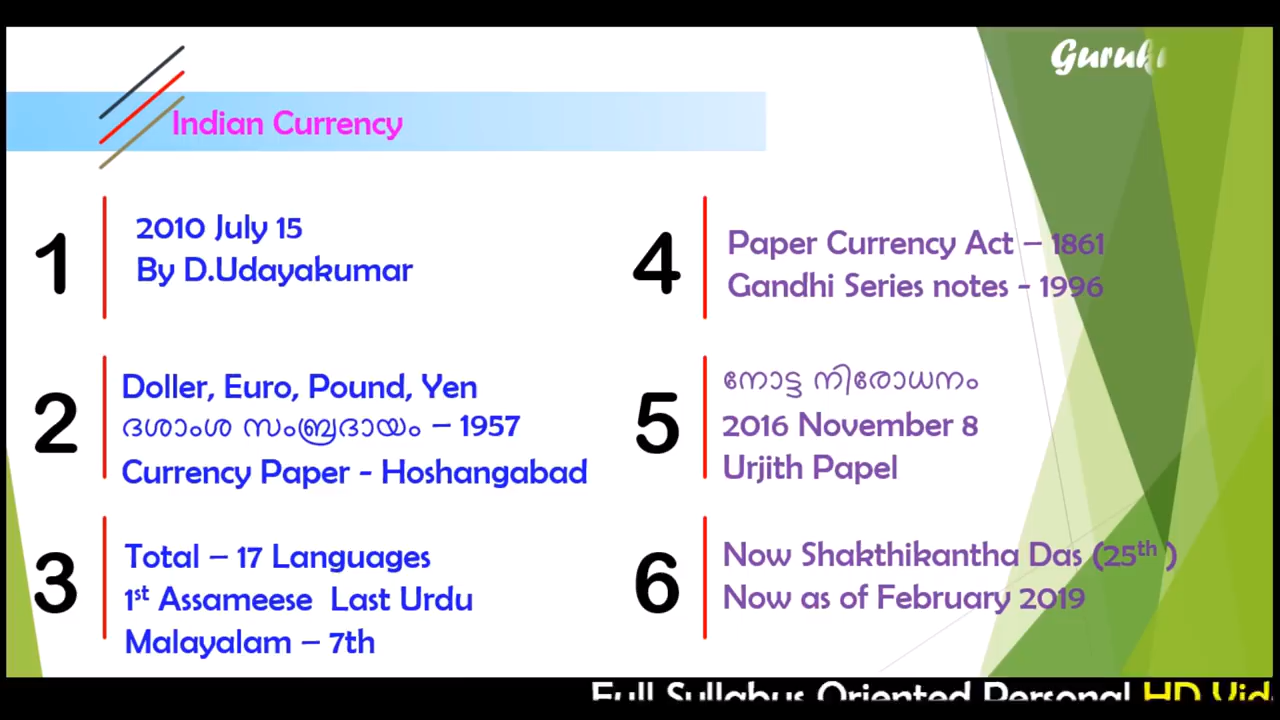 Indian Currency
1
2010 July 15
By D.Udayakumar
2
Doller, Euro, Pound, Yen
ദശാംശ സംബ്രദായം – 1957
Currency Paper - Hoshangabad
3
Total – 17 Languages
1st Assameese Last Urdu
Malayalam – 7th
4
Paper Currency Act – 1861
Gandhi Series notes - 1996
5
നോട്ട നിരോധനം
2016 November 8
Urjith Papel
6
Now Shakthikantha Das (25th )
Now as of February 2019
Full Syllabus Oriented Personal HD